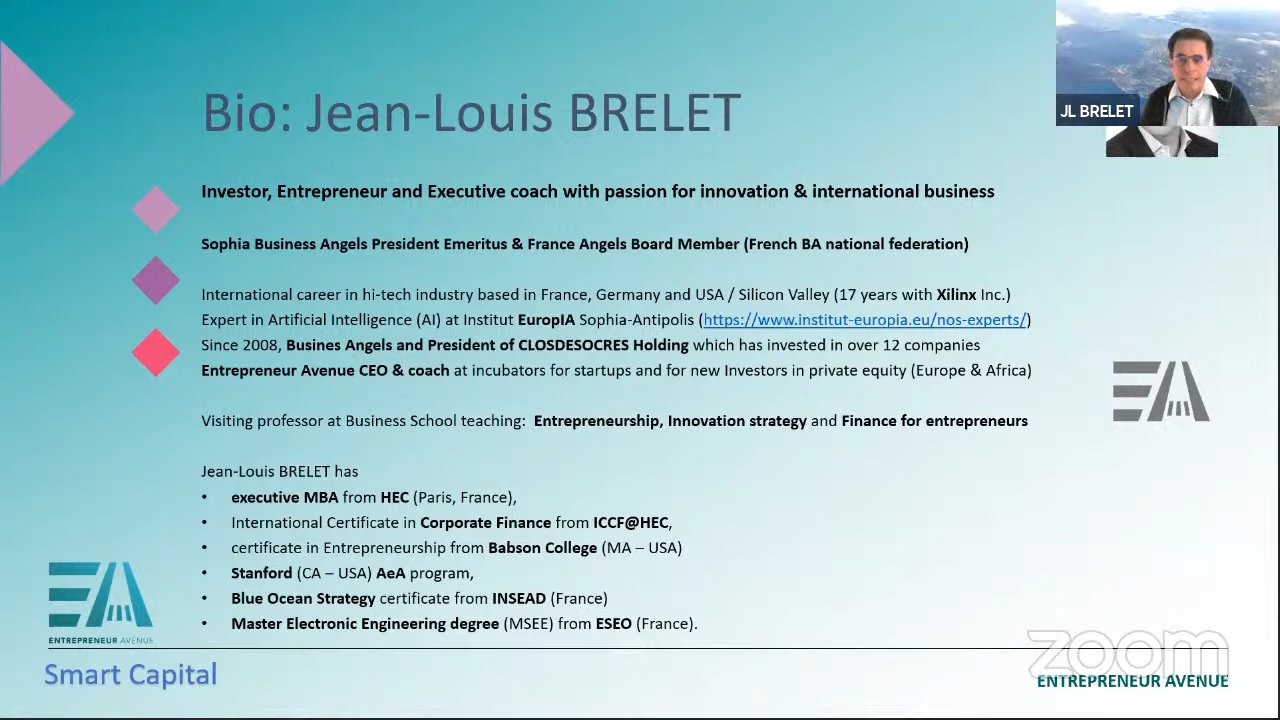 Bio: Jean-Louis BRELET
JL BRELET
Investor, Entrepreneur and Executive coach with passion for innovation & international business
Sophia Business Angels President Emeritus & France Angels Board Member (French BA national federation)
International career in hi-tech industry based in France, Germany and USA / Silicon Valley (17 years with Xilinx Inc.)
Expert in Artificial Intelligence (AI) at Institut EuropIA Sophia-Antipolis (https://www.institut-europia.eu/nos-experts/)
Since 2008, Busines Angels and President of CLOSDESOCRES Holding which has invested in over 12 companies
Entrepreneur Avenue CEO & coach at incubators for startups and for new Investors in private equity (Europe & Africa)
EA
Visiting professor at Business School teaching: Entrepreneurship, Innovation strategy and Finance for entrepreneurs
Jean-Louis BRELET has
• executive MBA from HEC (Paris, France),
• International Certificate in Corporate Finance from ICCF@HEC,
• certificate in Entrepreneurship from Babson College (MA – USA)
• Stanford (CA – USA) AeA program,
• Blue Ocean Strategy certificate from INSEAD (France)
• Master Electronic Engineering degree (MSEE) from ESEO (France).
EA
ENTREPRENEUR AVENUE
Smart Capital
zoom
ENTREPRENEUR AVENUE